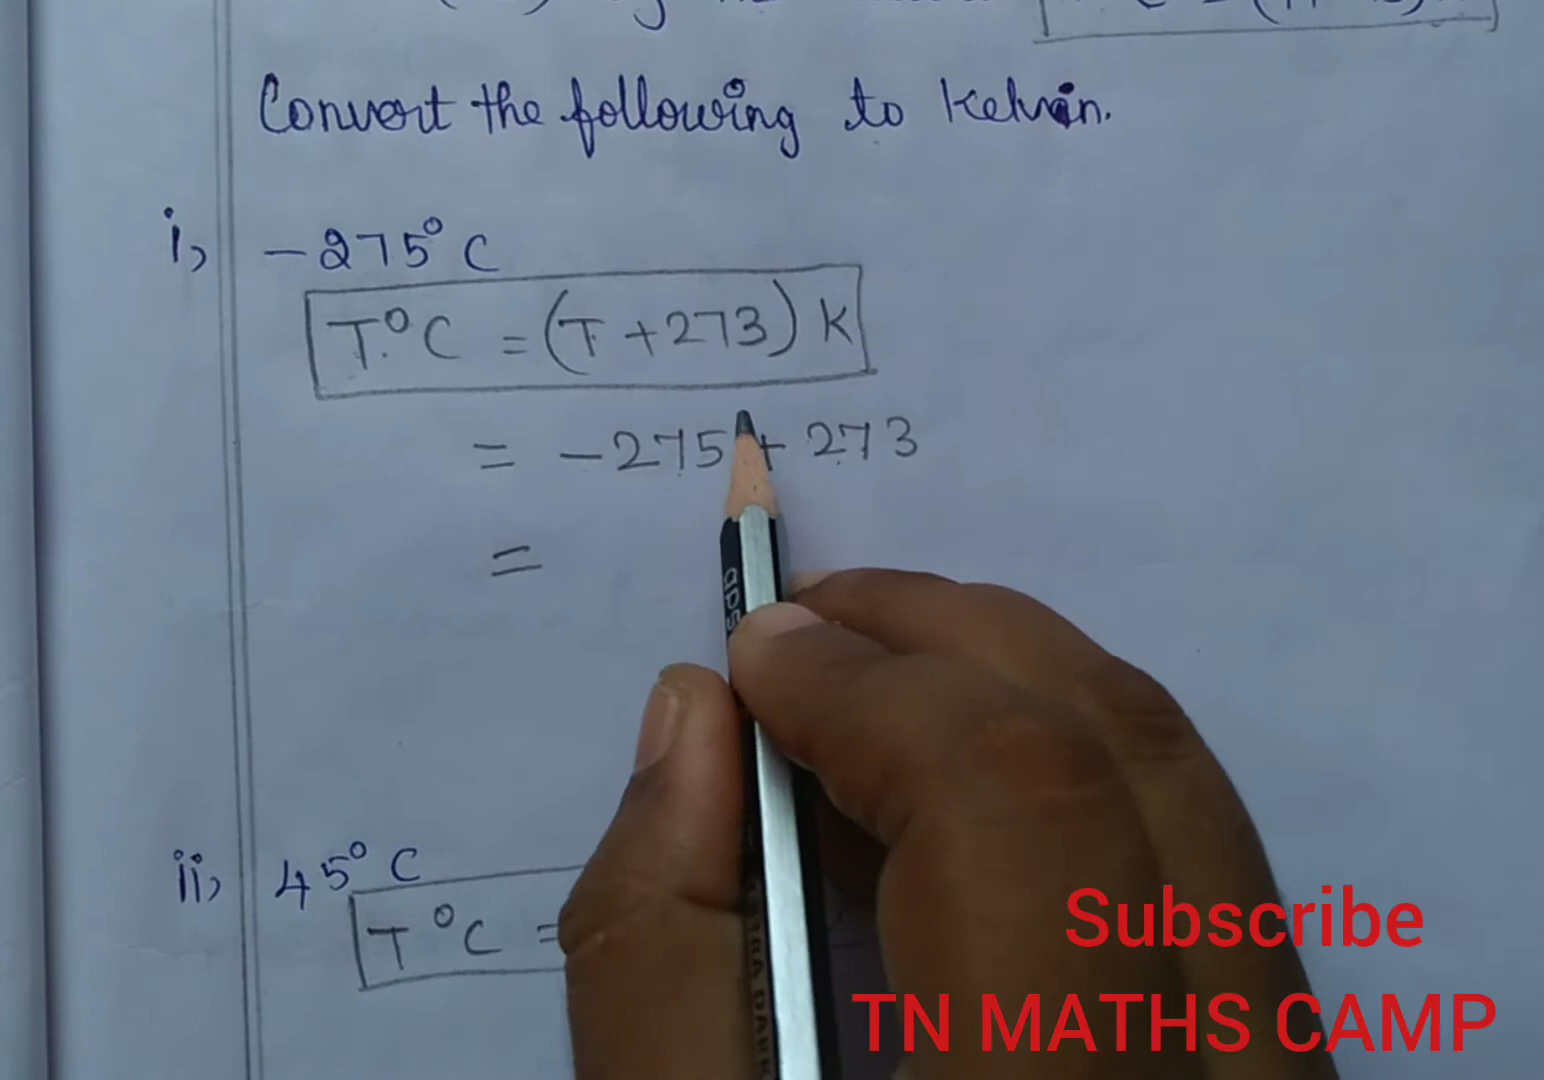 Convert the following to Kelvin.
i, -275°C
T°C = (T+273) K
= -275 + 273
=
ii, 45°C
T°C =
Subscribe
TN MATHS CAMP